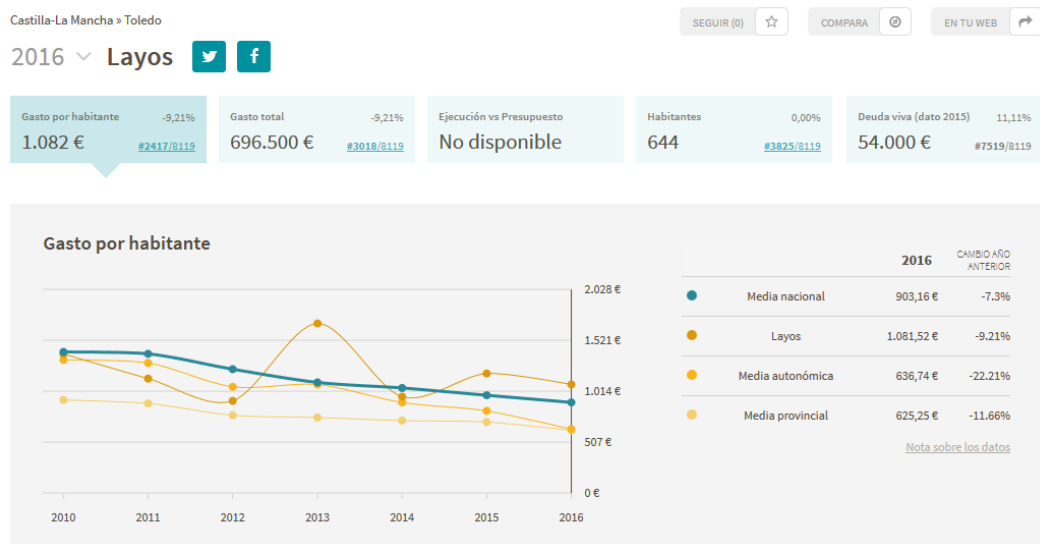 Castilla-La Mancha » Toledo
SEGUIR (0)
COMPARA
EN TU WEB
2016 Layos
Gasto por habitante -9,21%
1.082 € #2417/8119
Gasto total -9,21%
696.500 € #3018/8119
Ejecución vs Presupuesto
No disponible
Habitantes 0,00%
644 #3825/8119
Deuda viva (dato 2015) 11,11%
54.000 € #7519/8119
Gasto por habitante
2.028 €
1.521 €
1.014 €
507 €
0 €
2010 2011 2012 2013 2014 2015 2016
2016 CAMBIO AÑO
ANTERIOR
Media nacional 903,16 € -7.3%
Layos 1.081,52 € -9.21%
Media autonómica 636,74 € -22.21%
Media provincial 625,25 € -11.66%
Nota sobre los datos